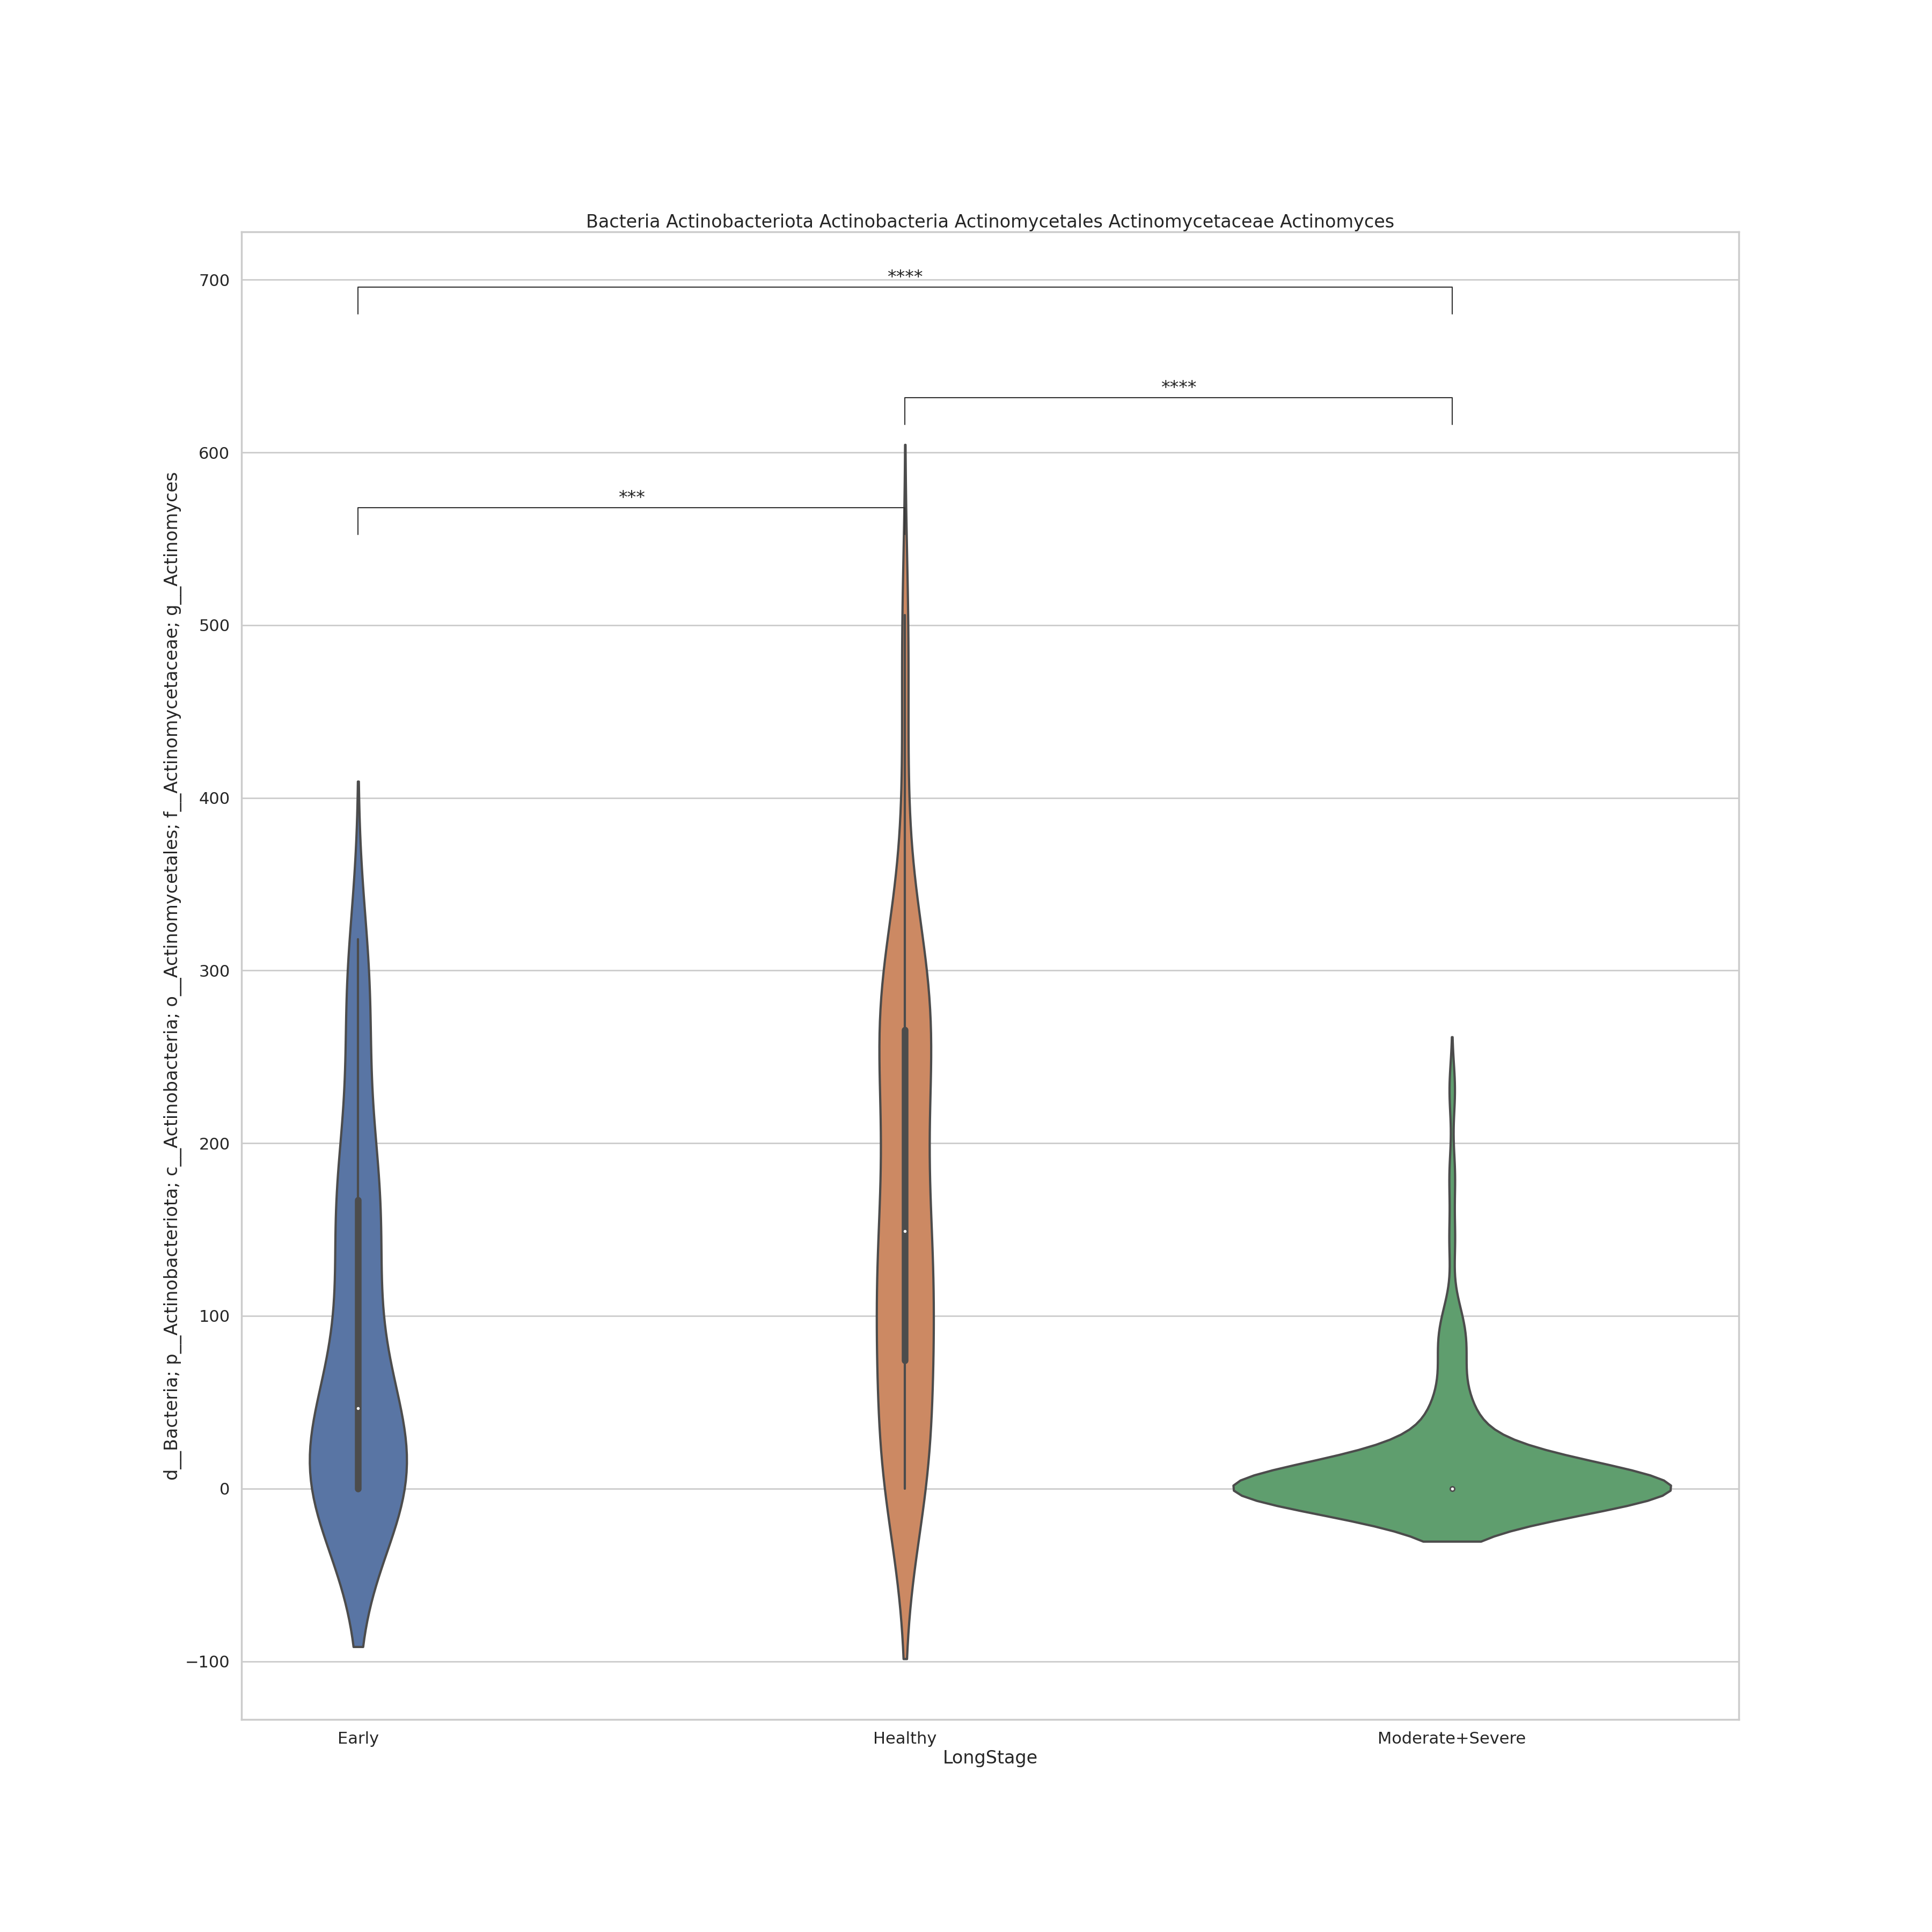 Bacteria Actinobacteriota Actinobacteria Actinomycetales Actinomycetaceae Actinomyces
d__Bacteria; p__Actinobacteriota; c__Actinobacteria; o__Actinomycetales; f__Actinomycetaceae; g__Actinomyces
700
600
500
400
300
200
100
0
−100
****
****
***
Early
Healthy
Moderate+Severe
LongStage